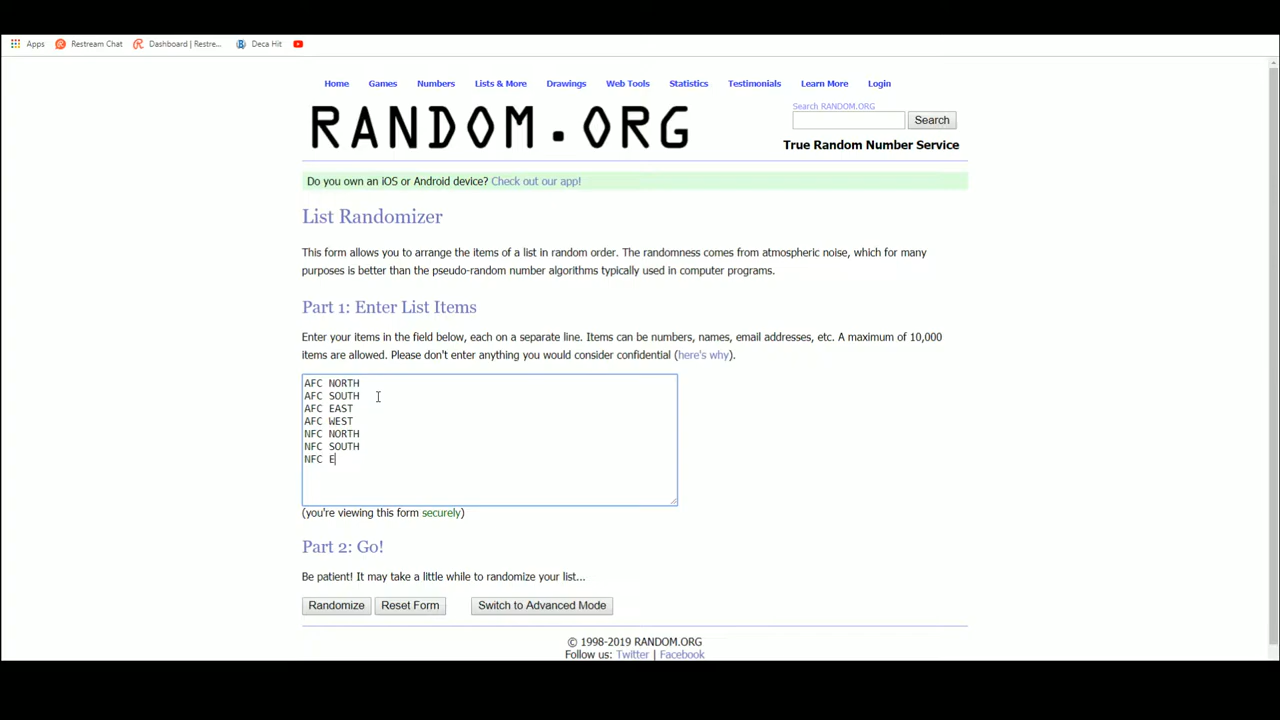 Apps Restream Chat Dashboard | Restre... Deca Hit
Home Games Numbers Lists & More Drawings Web Tools Statistics Testimonials Learn More Login
RANDOM.ORG
Search RANDOM.ORG
Search
True Random Number Service
Do you own an iOS or Android device? Check out our app!
List Randomizer
This form allows you to arrange the items of a list in random order. The randomness comes from atmospheric noise, which for many
purposes is better than the pseudo-random number algorithms typically used in computer programs.
Part 1: Enter List Items
Enter your items in the field below, each on a separate line. Items can be numbers, names, email addresses, etc. A maximum of 10,000
items are allowed. Please don't enter anything you would consider confidential (here's why).
AFC NORTH
AFC SOUTH
AFC EAST
AFC WEST
NFC NORTH
NFC SOUTH
NFC E
(you're viewing this form securely)
Part 2: Go!
Be patient! It may take a little while to randomize your list...
Randomize Reset Form Switch to Advanced Mode
© 1998-2019 RANDOM.ORG
Follow us: Twitter | Facebook